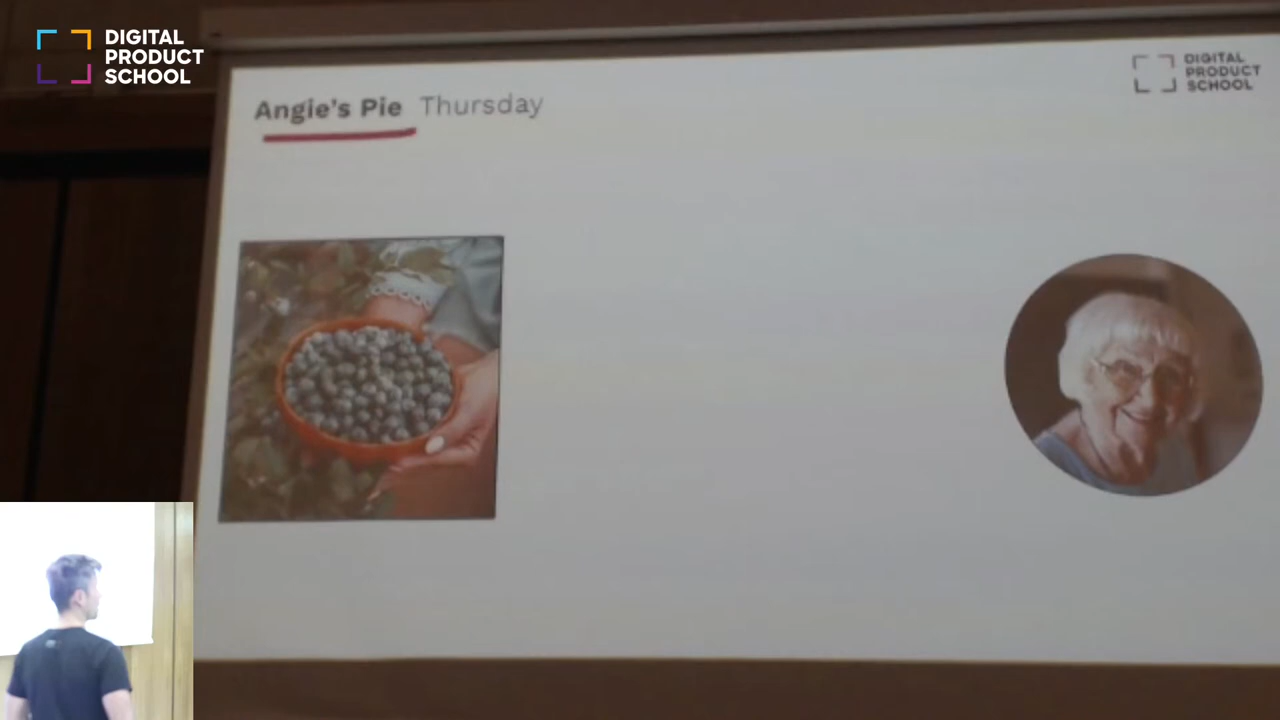 DIGITAL
PRODUCT
SCHOOL
Angie's Pie Thursday
DIGITAL
PRODUCT
SCHOOL